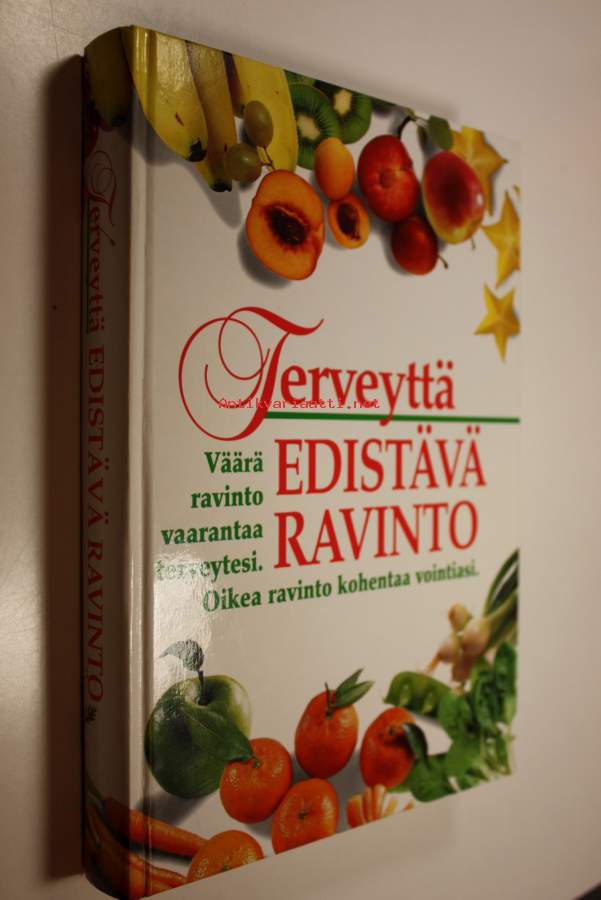 Terveyttä EDISTÄVÄ RAVINTO
Terveyttä
Antikvariaatti.net
EDISTÄVÄ
RAVINTO
Väärä
ravinto
vaarantaa
terveytesi.
Oikea ravinto kohentaa vointiasi.